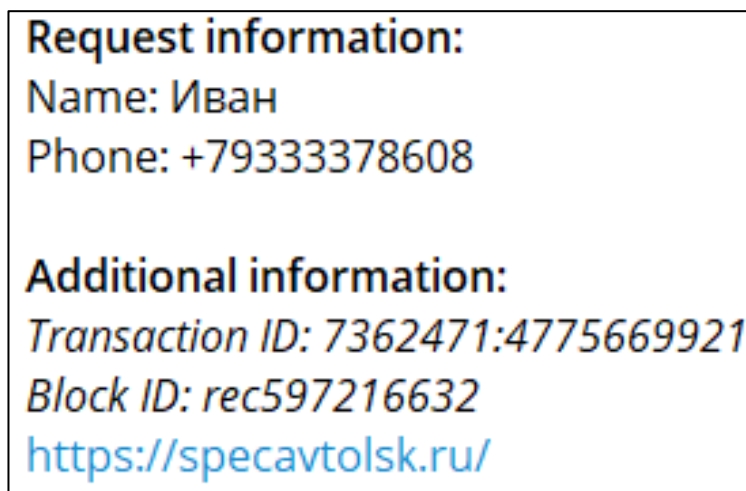 Request information:
Name: Иван
Phone: +79333378608
Additional information:
Transaction ID: 7362471:4775669921
Block ID: rec597216632
https://specavtolsk.ru/